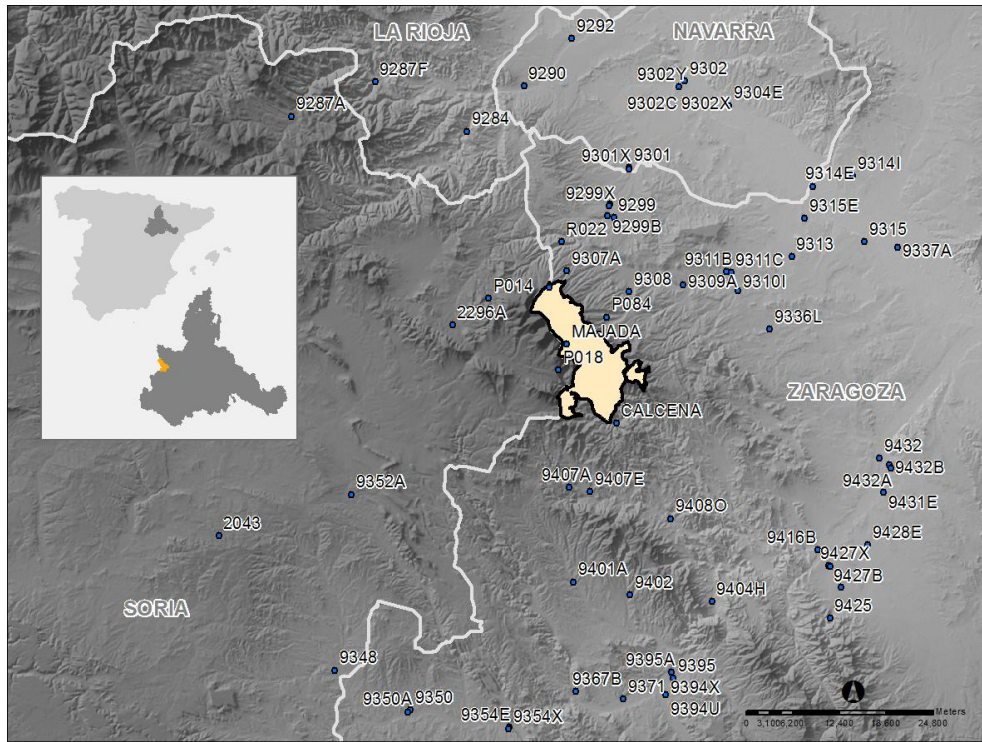 9292
LA RIOJA
NAVARRA
9287F
9290
9302Y
9302
9304E
9302C
9302X
9287A
9284
9301X
9301
9314E
9314I
9299X
9299
9315E
R022
9299B
9315
9313
9337A
9307A
9311B
9311C
P014
9308
9309A
9310I
2296A
P084
9336L
MAJADA
P018
ZARAGOZA
CALCENA
9432
9432B
9407A
9407E
9432A
9352A
9431E
9408O
2043
9416B
9428E
9427X
9401A
9402
9404H
9427B
SORIA
9425
9348
9395A
9395
9367B
9371
9394X
9350A
9350
9394U
9354E
9354X
Meters
0
3,100
6,200
12,400
18,600
24,800